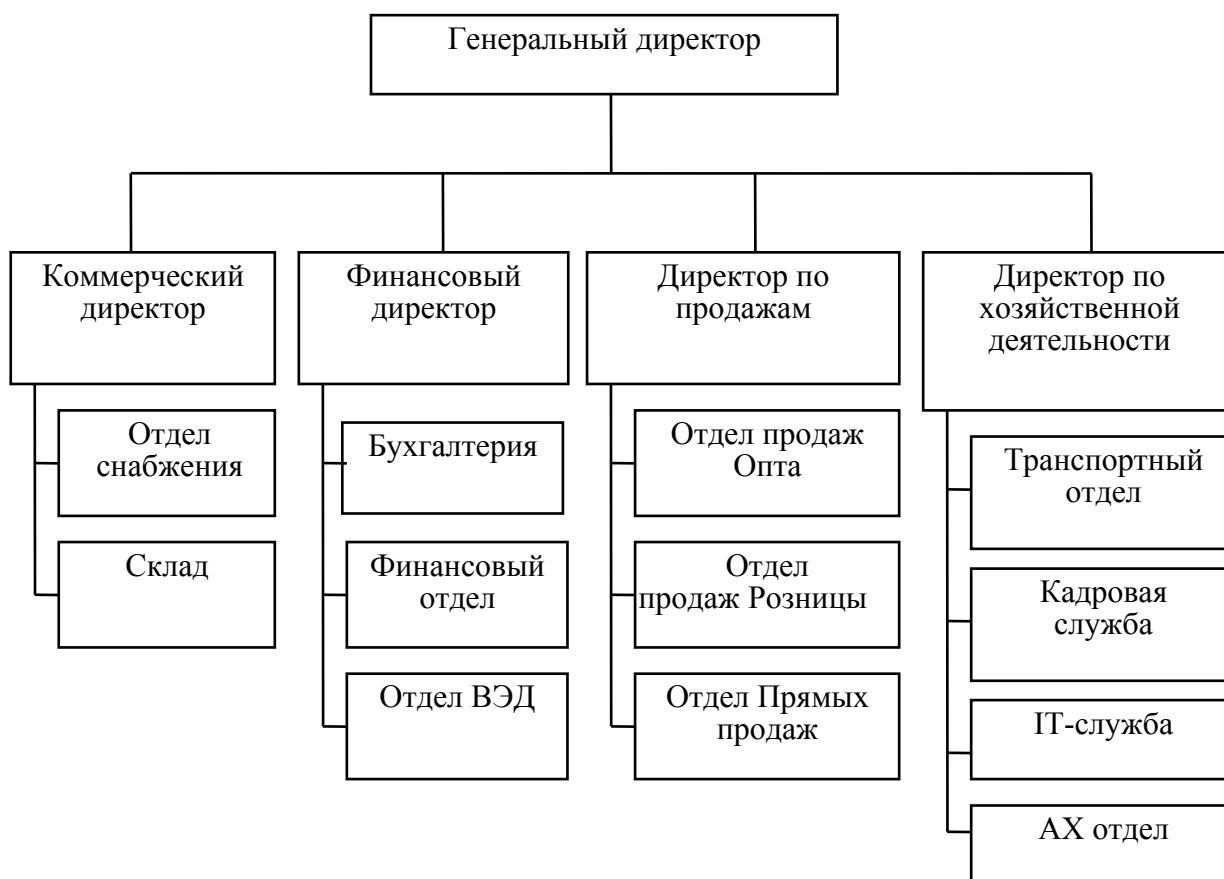 Генеральный директор
Коммерческий
директор
Финансовый
директор
Директор по
продажам
Директор по
хозяйственной
деятельности
Отдел
снабжения
Склад
Бухгалтерия
Финансовый
отдел
Отдел ВЭД
Отдел продаж
Опта
Отдел
продаж Розницы
Отдел Прямых
продаж
Транспортный
отдел
Кадровая
служба
IT-служба
АХ отдел